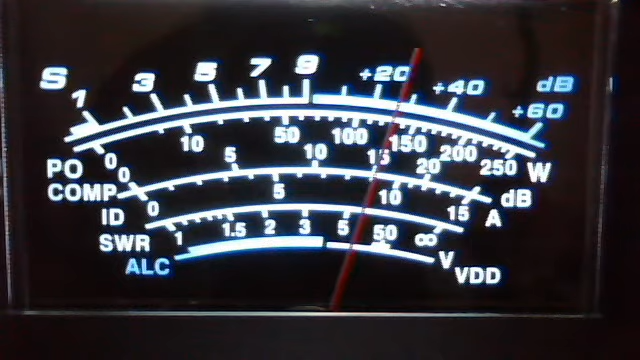 S 1 3 5 7 9 +20 +40 +60 dB
PO 0 10 50 100 150 200 250 W
COMP 0 5 10 15 20 dB
ID 0 5 10 15 A
SWR 1 1.5 2 3 5 50 ∞
ALC V VDD